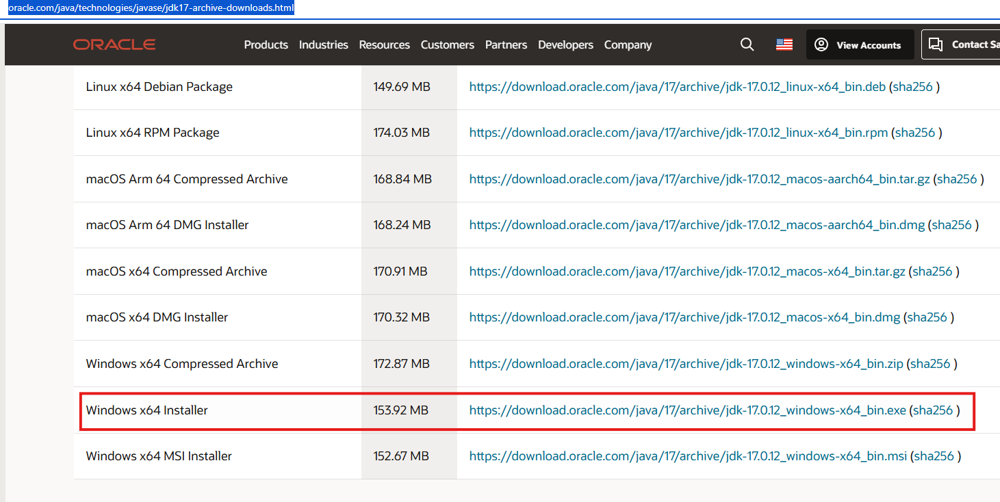 oracle.com/java/technologies/javase/jdk17-archive-downloads.html
ORACLE Products Industries Resources Customers Partners Developers Company View Accounts Contact Sa
Linux x64 Debian Package 149.69 MB https://download.oracle.com/java/17/archive/jdk-17.0.12_linux-x64_bin.deb (sha256 )
Linux x64 RPM Package 174.03 MB https://download.oracle.com/java/17/archive/jdk-17.0.12_linux-x64_bin.rpm (sha256 )
macOS Arm 64 Compressed Archive 168.84 MB https://download.oracle.com/java/17/archive/jdk-17.0.12_macos-aarch64_bin.tar.gz (sha256 )
macOS Arm 64 DMG Installer 168.24 MB https://download.oracle.com/java/17/archive/jdk-17.0.12_macos-aarch64_bin.dmg (sha256 )
macOS x64 Compressed Archive 170.91 MB https://download.oracle.com/java/17/archive/jdk-17.0.12_macos-x64_bin.tar.gz (sha256 )
macOS x64 DMG Installer 170.32 MB https://download.oracle.com/java/17/archive/jdk-17.0.12_macos-x64_bin.dmg (sha256 )
Windows x64 Compressed Archive 172.87 MB https://download.oracle.com/java/17/archive/jdk-17.0.12_windows-x64_bin.zip (sha256 )
Windows x64 Installer 153.92 MB https://download.oracle.com/java/17/archive/jdk-17.0.12_windows-x64_bin.exe (sha256 )
Windows x64 MSI Installer 152.67 MB https://download.oracle.com/java/17/archive/jdk-17.0.12_windows-x64_bin.msi (sha256 )